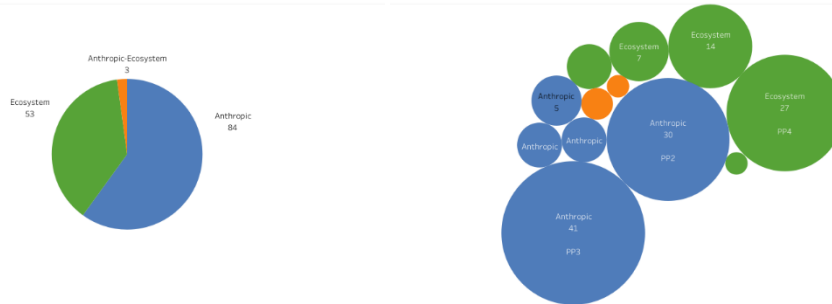 Anthropic-Ecosystem
3
Ecosystem
53
Anthropic
84
Ecosystem
14
Ecosystem
7
Ecosystem
27
PP4
Anthropic
5
Anthropic
30
PP2
Anthropic
Anthropic
Anthropic
41
PP3